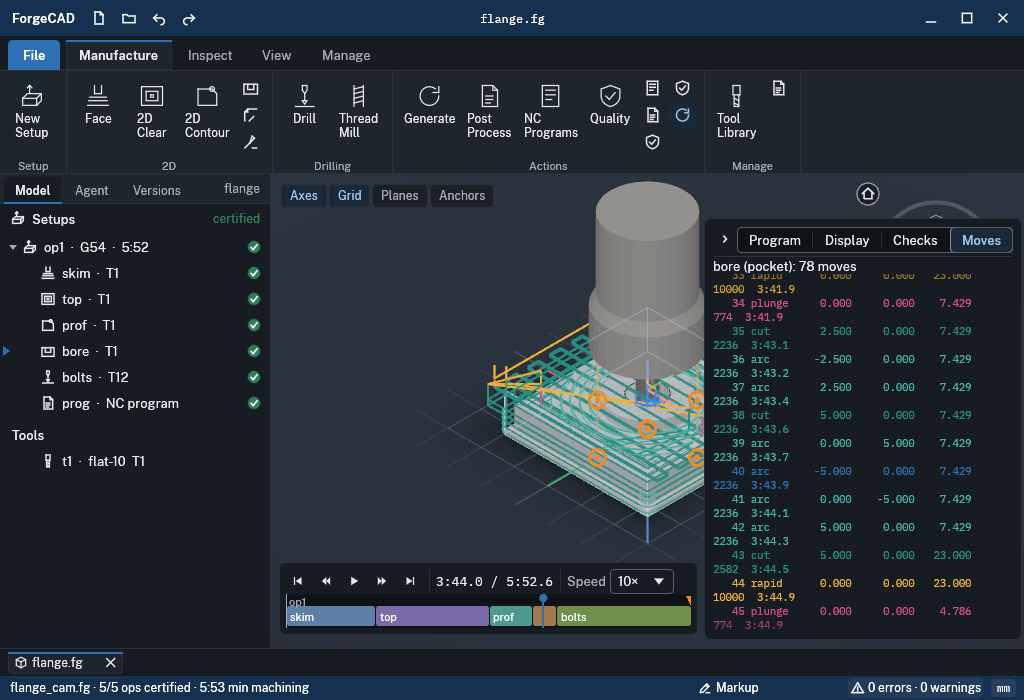 ForgeCAD
flange.fg
File
Manufacture
Inspect
View
Manage
New Setup
Face
2D Clear
2D Contour
Drill
Thread Mill
Generate
Post Process
NC Programs
Quality
Tool Library
Setup
2D
Drilling
Actions
Manage
Model
Agent
Versions
flange
Setups
certified
op1 · G54 · 5:52
skim · T1
top · T1
prof · T1
bore · T1
bolts · T12
prog · NC program
Tools
t1 · flat-10 T1
Axes
Grid
Planes
Anchors
Program
Display
Checks
Moves
bore (pocket): 78 moves
33 rapid 0.000 0.000 23.000
10000 3:41.9
34 plunge 0.000 0.000 7.429
774 3:41.9
35 cut 2.500 0.000 7.429
2236 3:43.1
36 arc -2.500 0.000 7.429
2236 3:43.2
37 arc 2.500 0.000 7.429
2236 3:43.4
38 cut 5.000 0.000 7.429
2236 3:43.6
39 arc 0.000 5.000 7.429
2236 3:43.7
40 arc -5.000 0.000 7.429
2236 3:43.9
41 arc 0.000 -5.000 7.429
2236 3:44.1
42 arc 5.000 0.000 7.429
2236 3:44.3
43 cut 5.000 0.000 23.000
2582 3:44.5
44 rapid 0.000 0.000 23.000
10000 3:44.9
45 plunge 0.000 0.000 4.786
774 3:44.9
3:44.0 / 5:52.6
Speed
10×
op1
skim
top
prof
bolts
flange.fg
flange_cam.fg · 5/5 ops certified · 5:53 min machining
Markup
0 errors · 0 warnings
mm